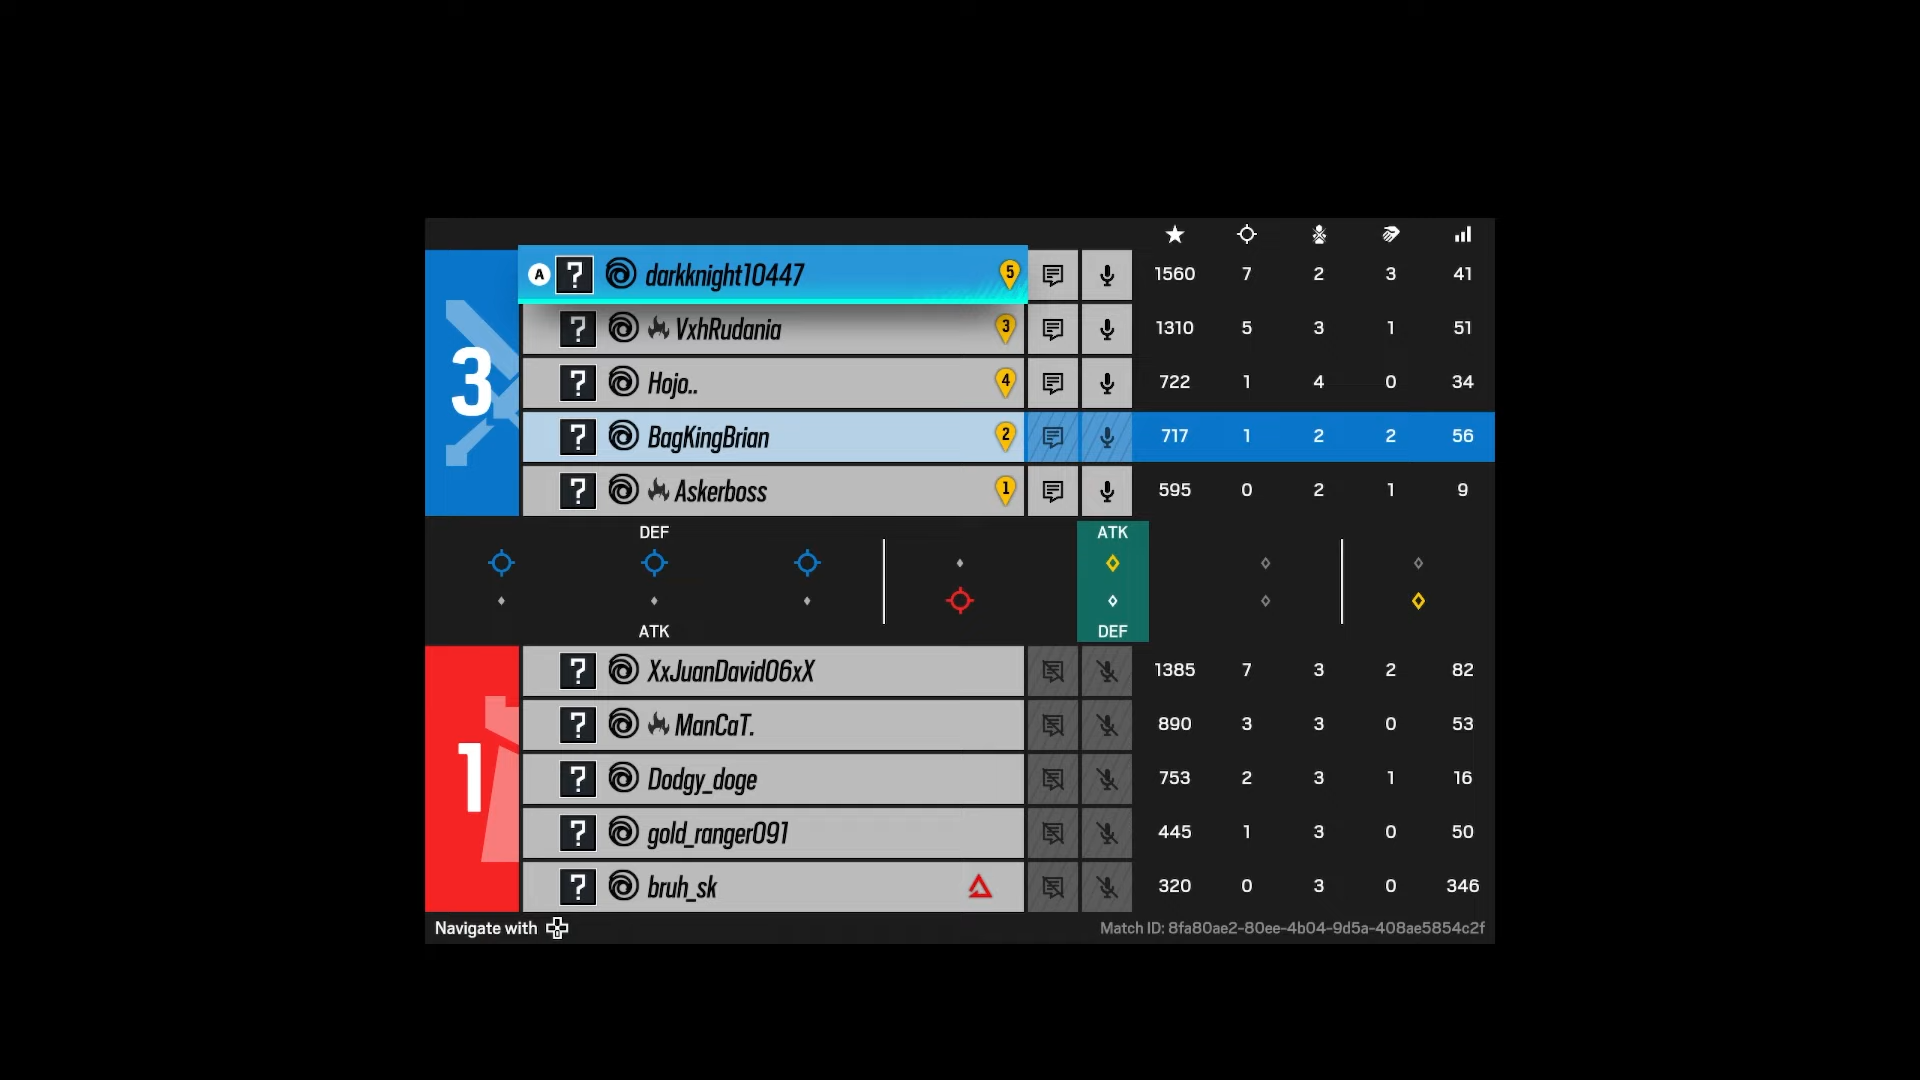 A ? darkknight10447 5 1560 7 2 3 41
3
? VxhRudania 3 1310 5 3 1 51
? Hojo.. 4 722 1 4 0 34
? BagKingBrian 2 717 1 2 2 56
? Askerboss 1 595 0 2 1 9
DEF ATK
ATK DEF
1
? XxJuanDavid06xX 1385 7 3 2 82
? ManCaT. 890 3 3 0 53
? Dodgy_doge 753 2 3 1 16
? gold_ranger091 445 1 3 0 50
? bruh_sk 320 0 3 0 346
Navigate with Match ID: 8fa80ae2-80ee-4b04-9d5a-408ae5854c2f